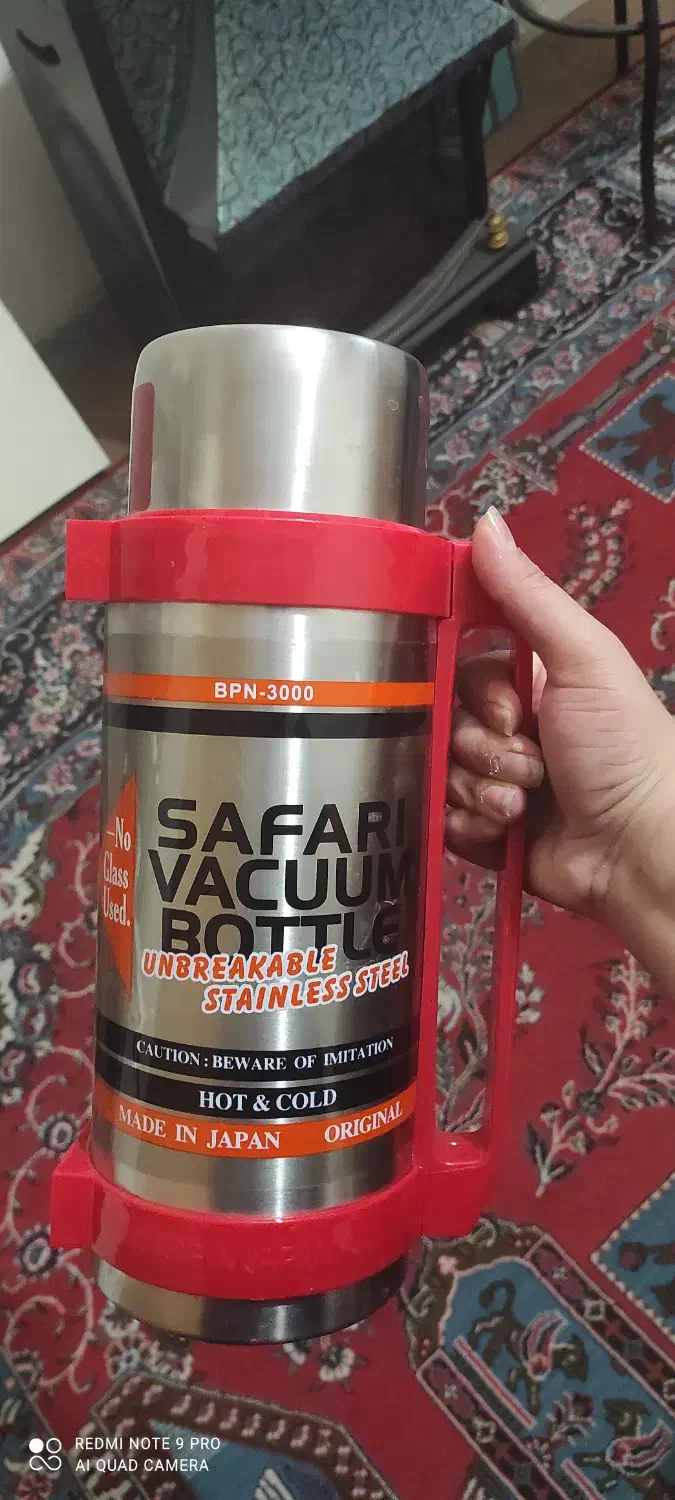 BPN-3000
—No
Glass
Used.
SAFARI
VACUUM
BOTTLE
UNBREAKABLE
STAINLESS STEEL
CAUTION : BEWARE OF IMITATION
HOT & COLD
MADE IN JAPAN ORIGINAL
REDMI NOTE 9 PRO
AI QUAD CAMERA